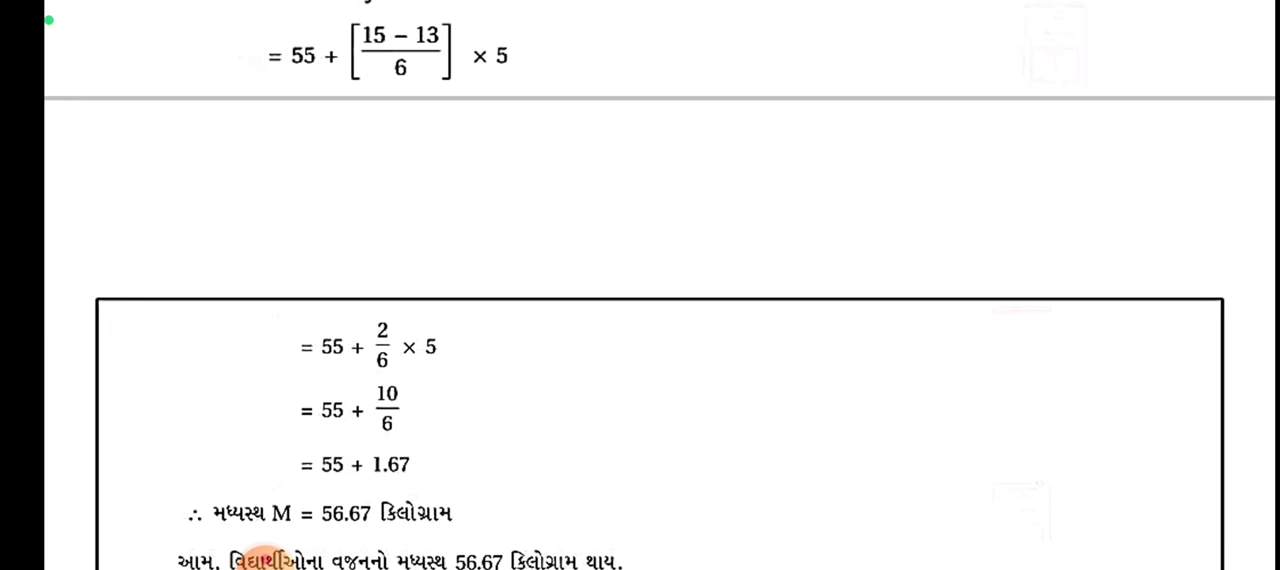 = 55 + [15 − 13 / 6] × 5
= 55 + 2/6 × 5
= 55 + 10/6
= 55 + 1.67
∴ મધ્યસ્થ M = 56.67 કિલોગ્રામ
આમ, વિદ્યાર્થીઓના વજનનો મધ્યસ્થ 56.67 કિલોગ્રામ થાય.